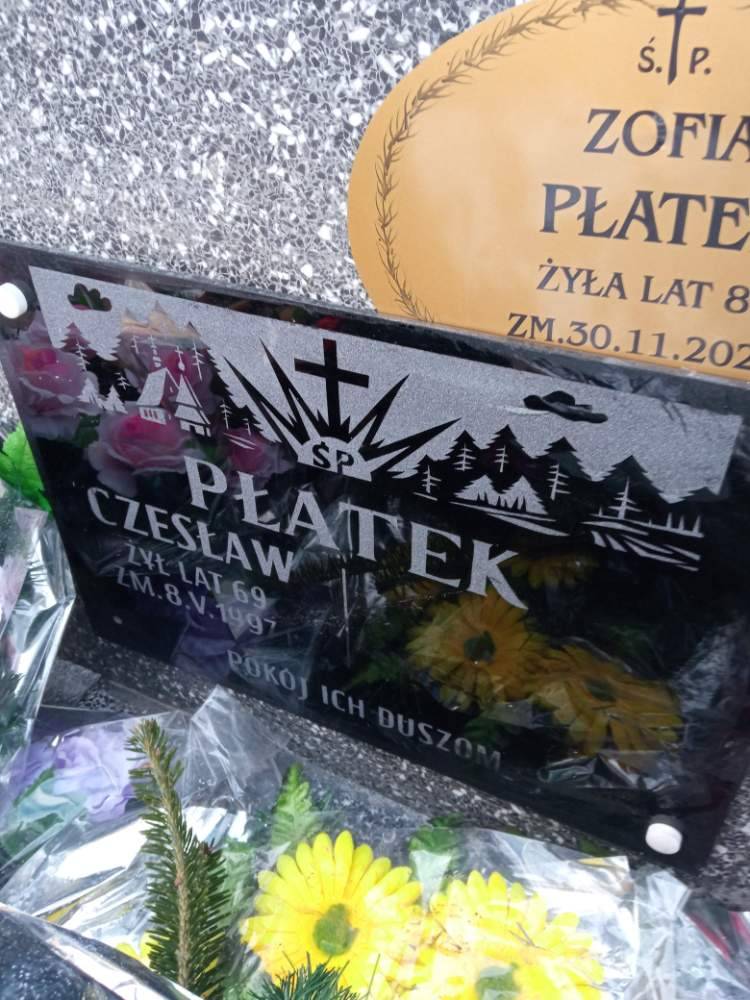 Ś. P.
ZOFIA
PŁATE
ŻYŁA LAT 8
ZM.30.11.202
ŚP
PŁATEK
CZESŁAW
ŻYŁ LAT 69
ZM.8.V.1997
POKÓJ ICH DUSZOM